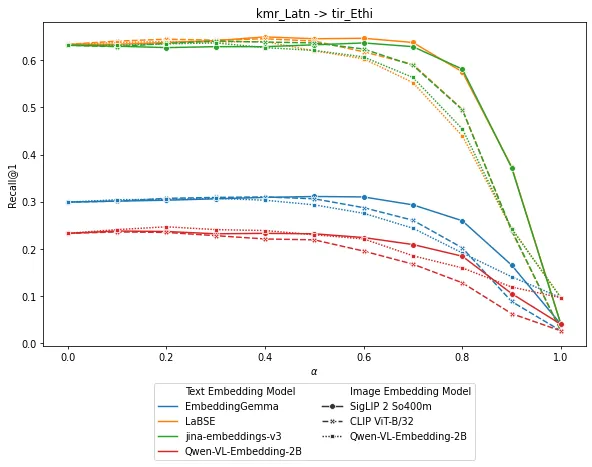 kmr_Latn -> tir_Ethi
0.6
0.5
0.4
0.3
0.2
0.1
0.0
Recall@1
0.0 0.2 0.4 0.6 0.8 1.0
α
Text Embedding Model
EmbeddingGemma
LaBSE
jina-embeddings-v3
Qwen-VL-Embedding-2B
Image Embedding Model
SigLIP 2 So400m
CLIP ViT-B/32
Qwen-VL-Embedding-2B